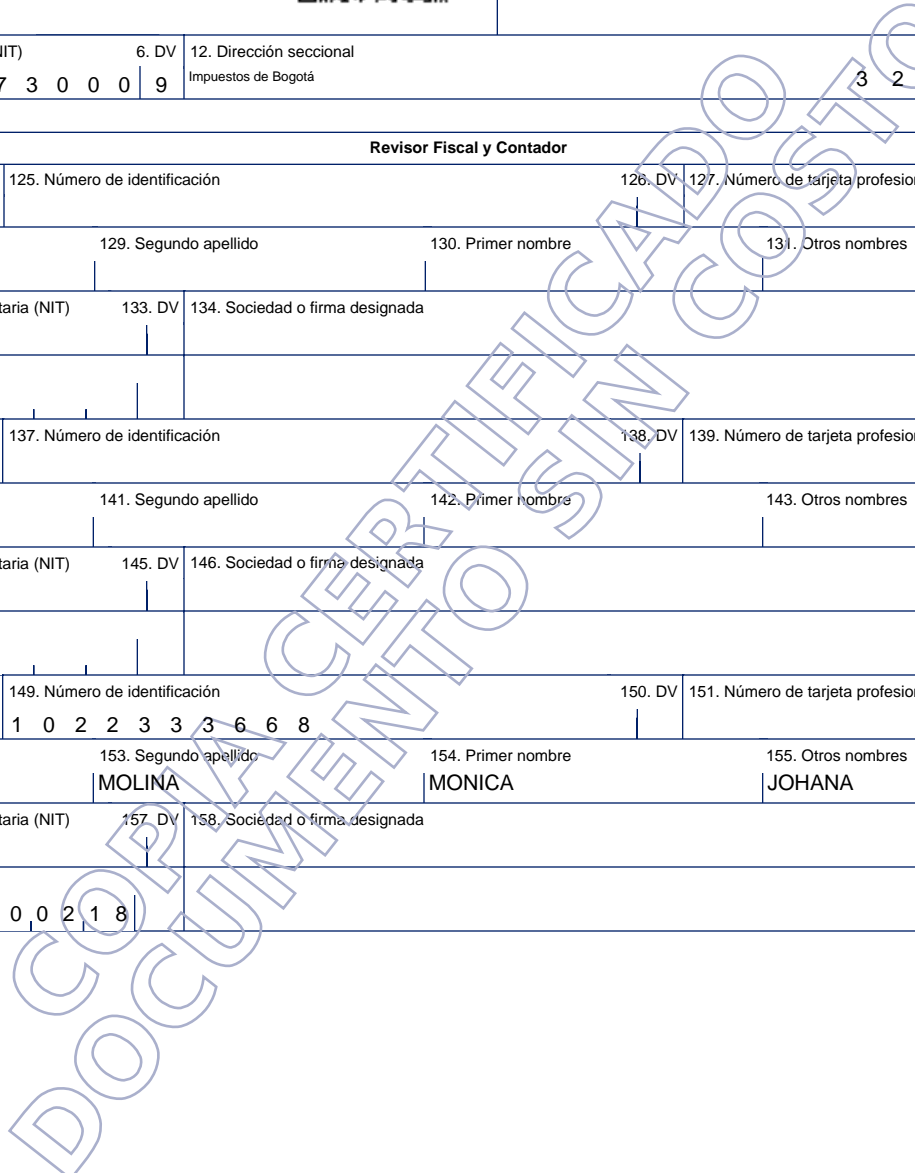 NIT) 6. DV 12. Dirección seccional
7 3 0 0 0 9 Impuestos de Bogotá 3 2
Revisor Fiscal y Contador
125. Número de identificación 126. DV 127. Número de tarjeta profesion
129. Segundo apellido 130. Primer nombre 131. Otros nombres
taria (NIT) 133. DV 134. Sociedad o firma designada
137. Número de identificación 138. DV 139. Número de tarjeta profesion
141. Segundo apellido 142. Primer nombre 143. Otros nombres
taria (NIT) 145. DV 146. Sociedad o firma designada
149. Número de identificación 150. DV 151. Número de tarjeta profesion
1 0 2 2 3 3 3 6 6 8
153. Segundo apellido 154. Primer nombre 155. Otros nombres
MOLINA MONICA JOHANA
taria (NIT) 157. DV 158. Sociedad o firma designada
0 0 2 1 8
COPIA CERTIFICADO
DOCUMENTO SIN COSTO